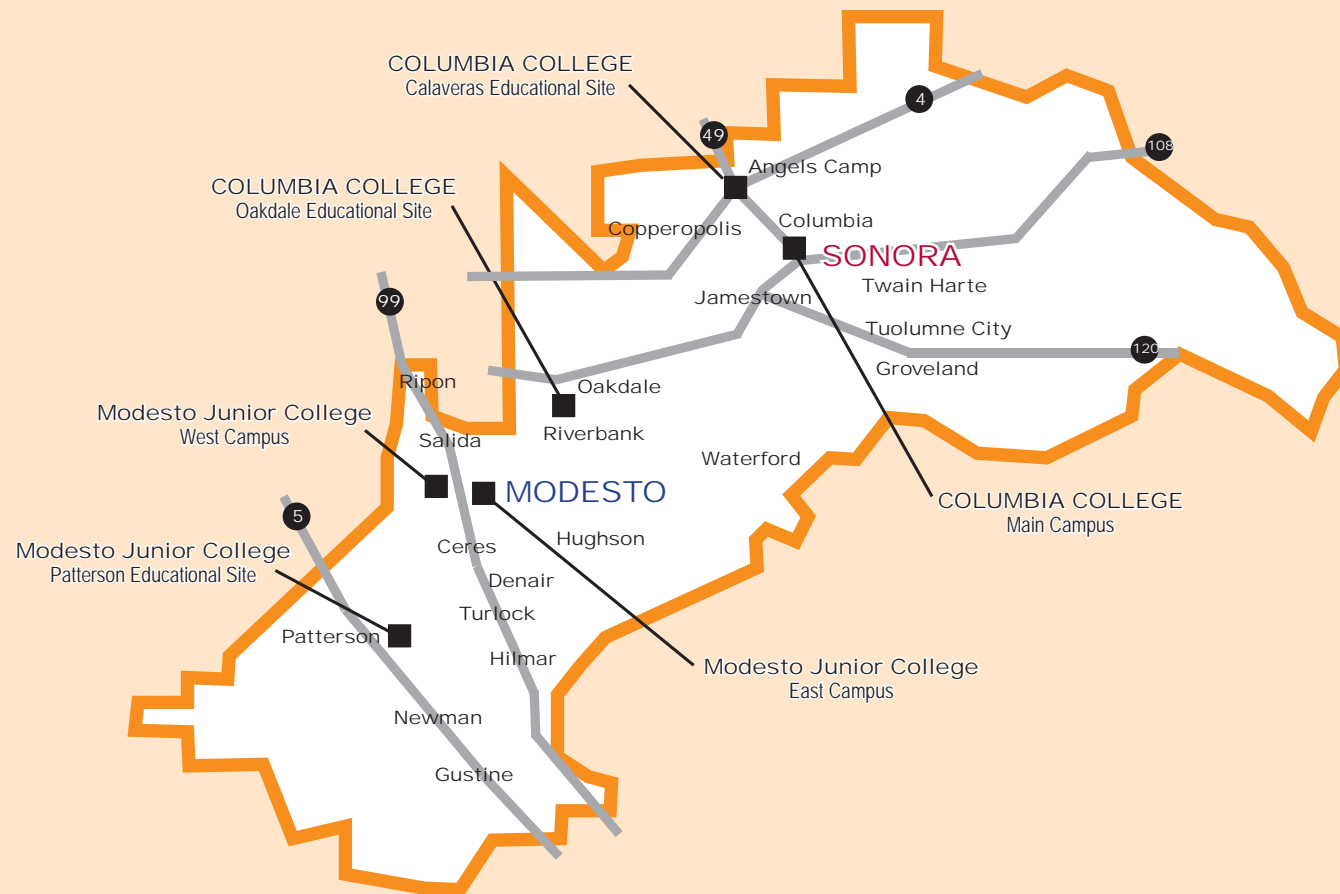 COLUMBIA COLLEGE
Calaveras Educational Site
4
49
108
Angels Camp
COLUMBIA COLLEGE
Oakdale Educational Site
Columbia
Copperopolis
SONORA
Twain Harte
99
Jamestown
Tuolumne City
120
Groveland
Ripon
Oakdale
Modesto Junior College
West Campus
Riverbank
Salida
Waterford
MODESTO
COLUMBIA COLLEGE
Main Campus
5
Hughson
Ceres
Modesto Junior College
Patterson Educational Site
Denair
Turlock
Patterson
Hilmar
Modesto Junior College
East Campus
Newman
Gustine